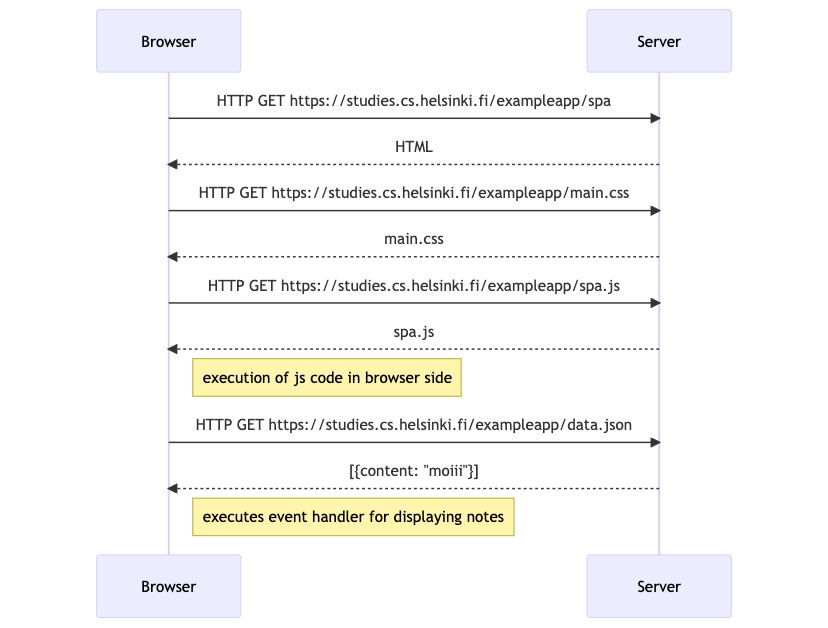 Browser
Server
HTTP GET https://studies.cs.helsinki.fi/exampleapp/spa
HTML
HTTP GET https://studies.cs.helsinki.fi/exampleapp/main.css
main.css
HTTP GET https://studies.cs.helsinki.fi/exampleapp/spa.js
spa.js
execution of js code in browser side
HTTP GET https://studies.cs.helsinki.fi/exampleapp/data.json
[{content: "moiii"}]
executes event handler for displaying notes
Browser
Server